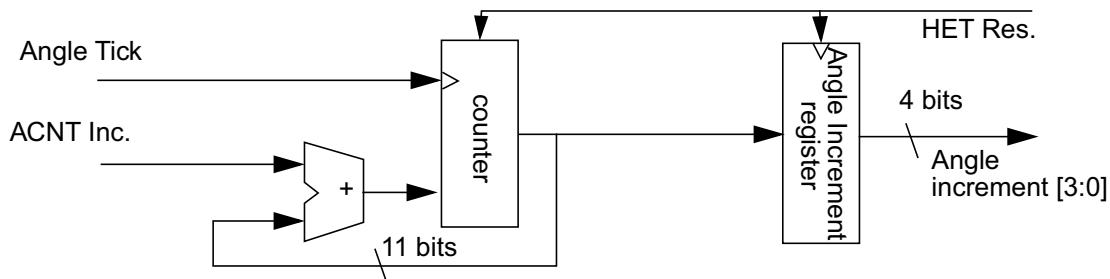 HET Res.
Angle Tick
ACNT Inc.
counter
+
11 bits
Angle Increment
register
4 bits
Angle
increment [3:0]